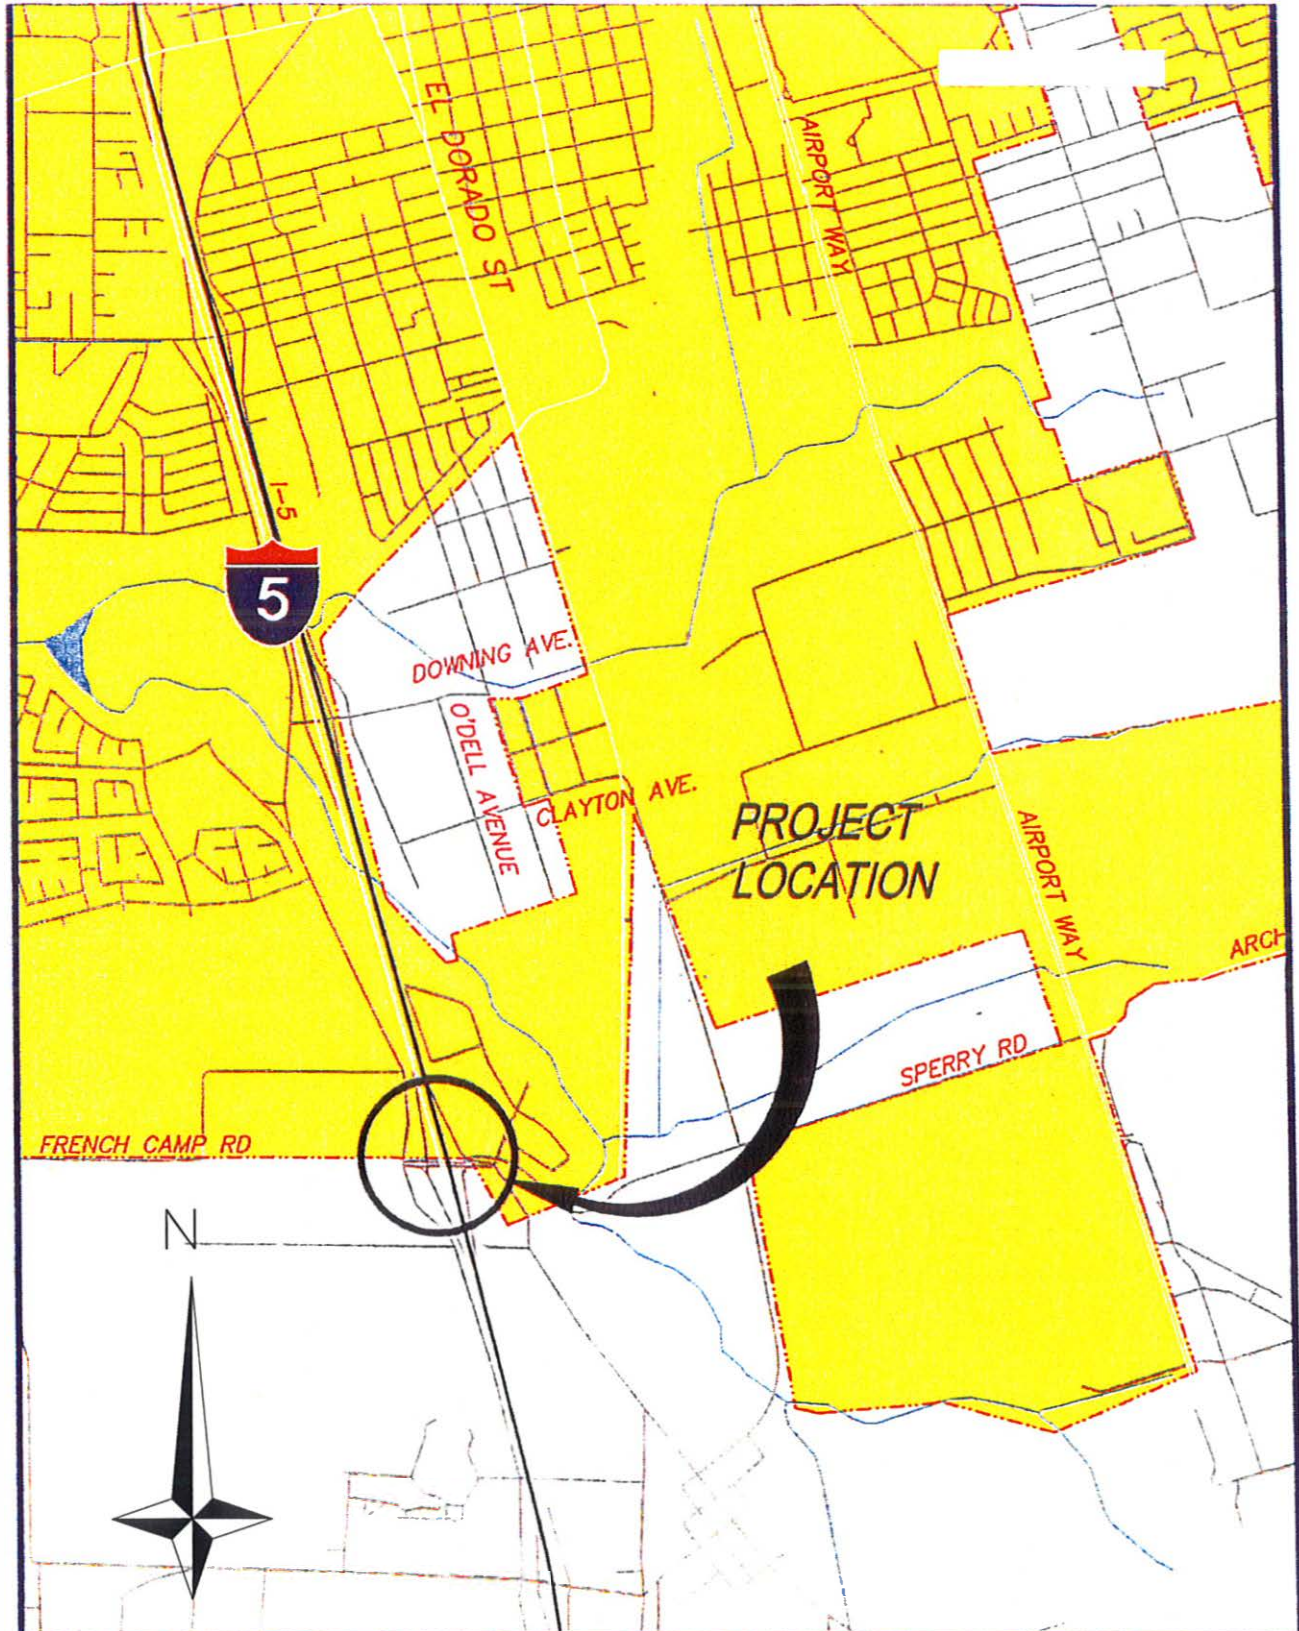 EL DORADO ST
AIRPORT WAY
I-5
5
DOWNING AVE.
O'DELL AVENUE
CLAYTON AVE.
PROJECT
LOCATION
AIRPORT WAY
ARCH
SPERRY RD
FRENCH CAMP RD
N